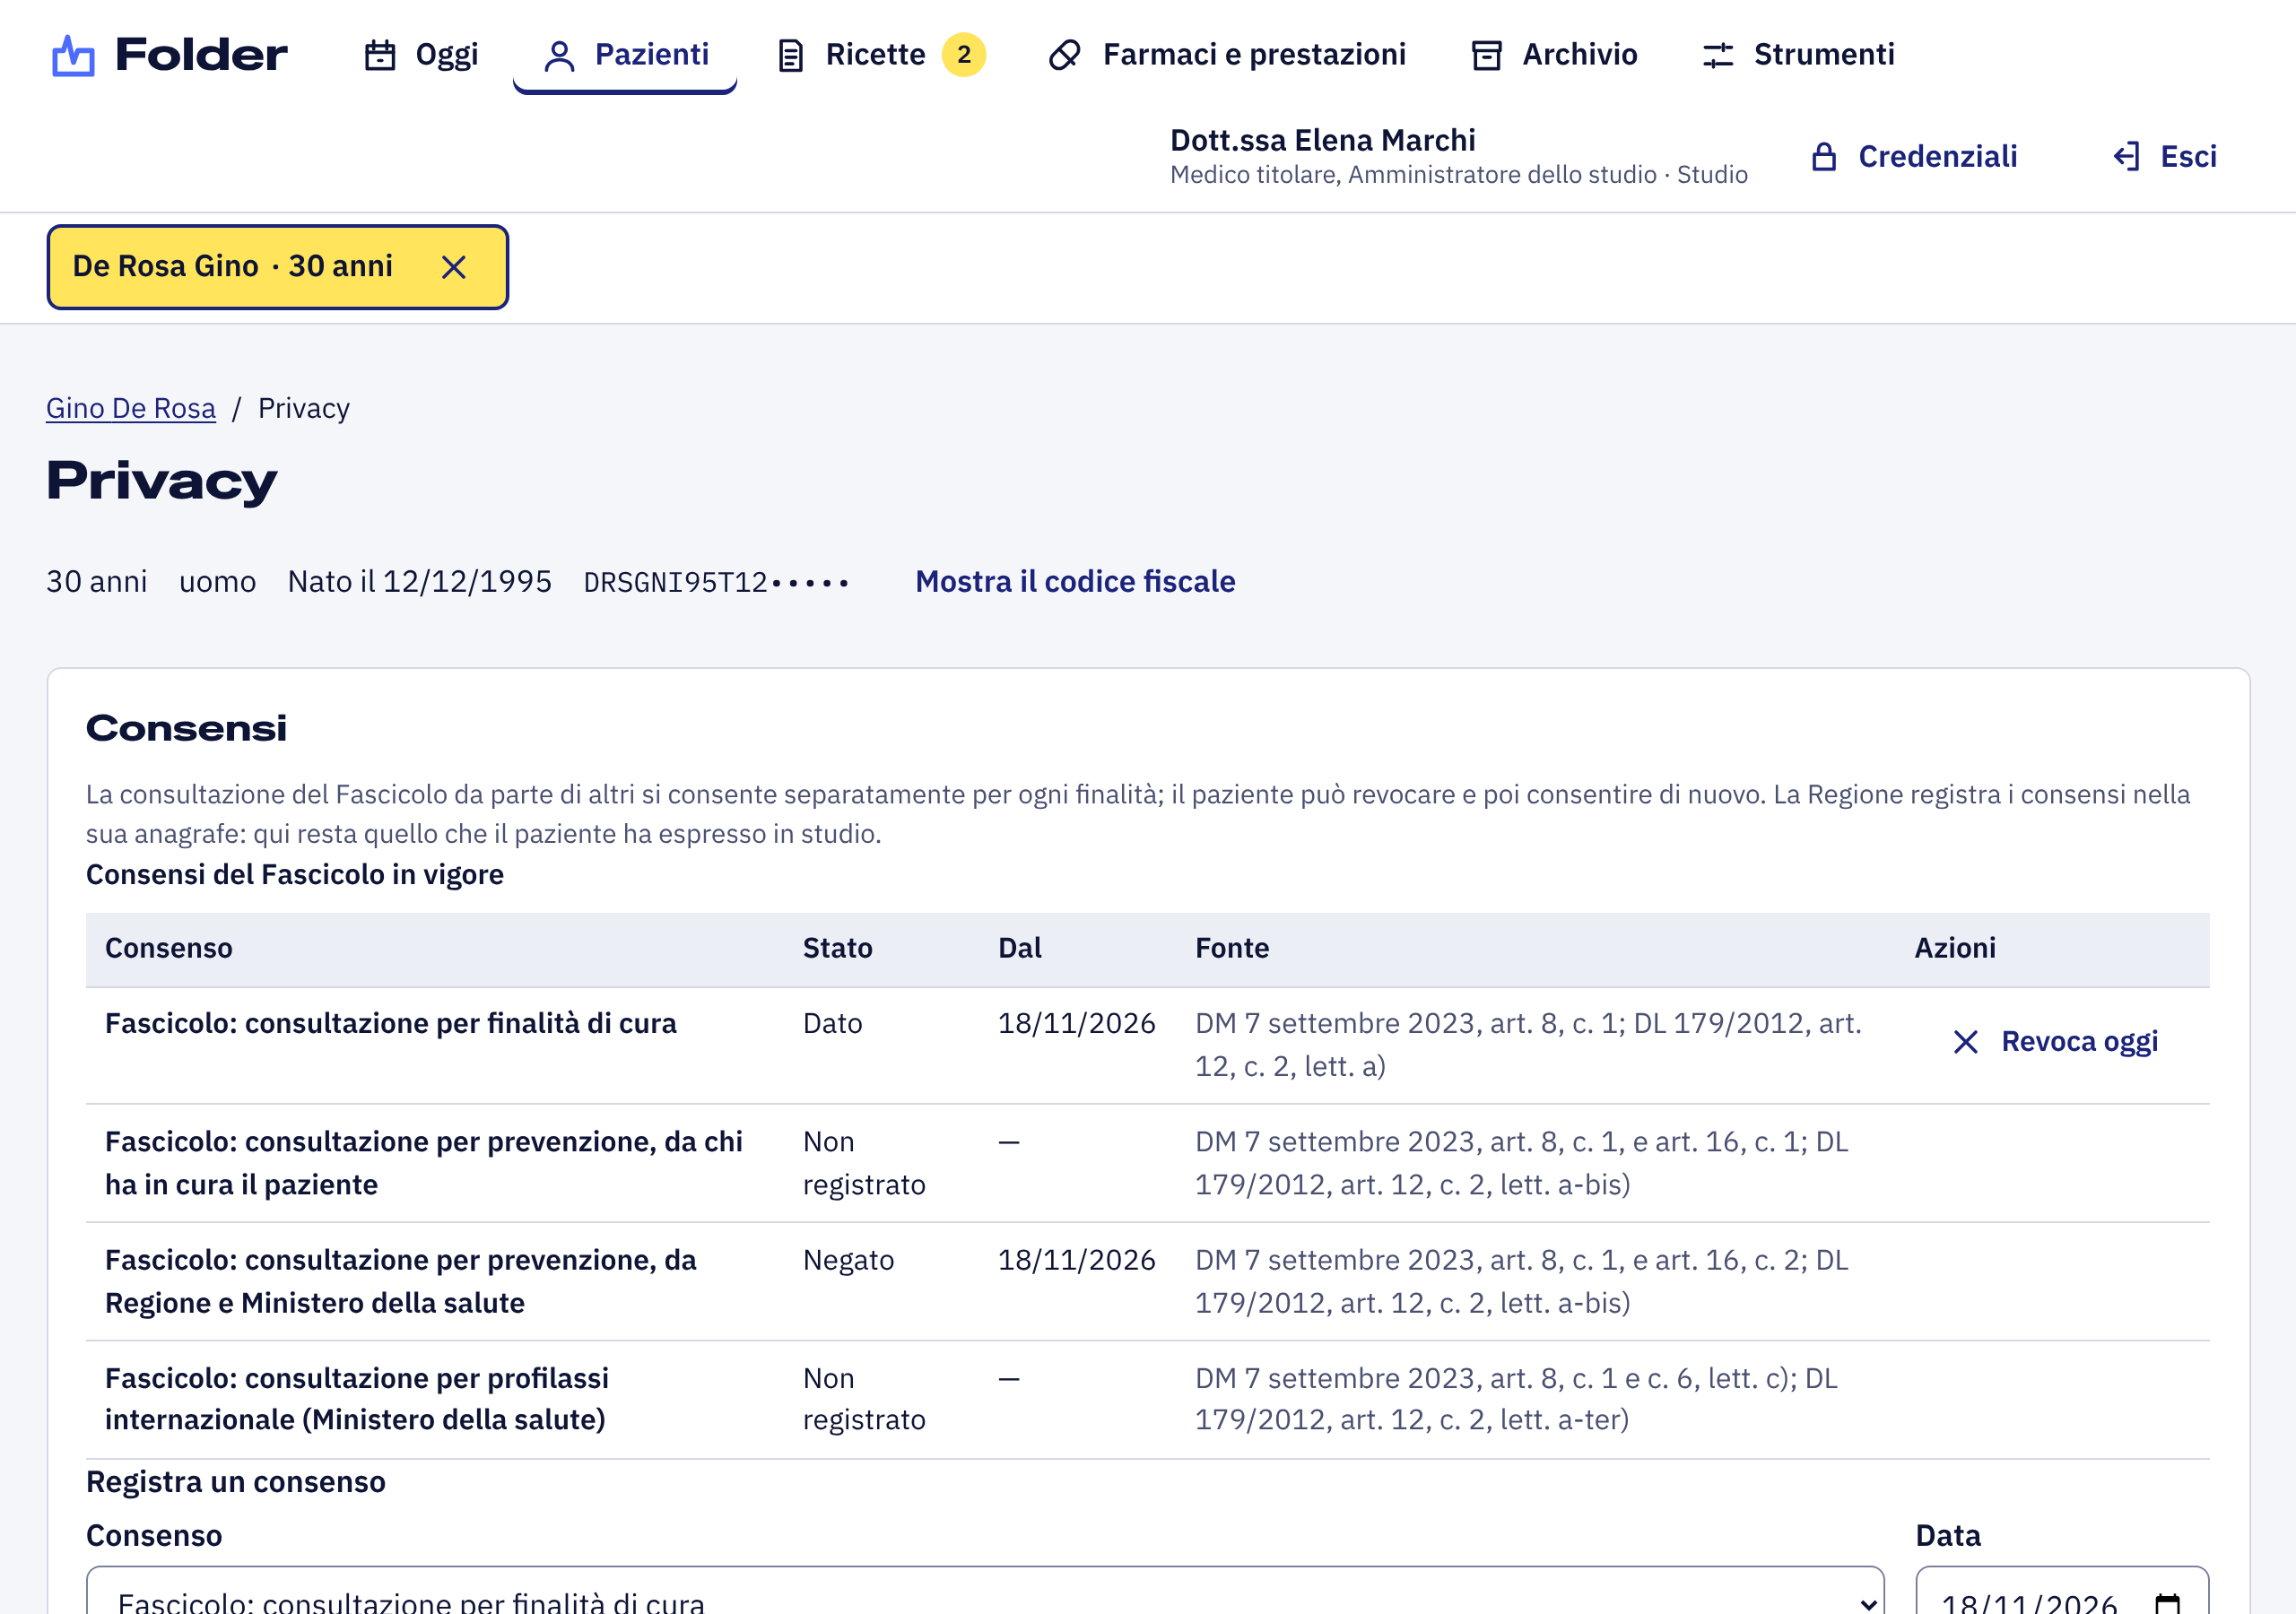 Folder
Oggi
Pazienti
Ricette 2
Farmaci e prestazioni
Archivio
Strumenti
Dott.ssa Elena Marchi
Medico titolare, Amministratore dello studio · Studio
Credenziali
Esci
De Rosa Gino · 30 anni
Gino De Rosa / Privacy
Privacy
30 anni uomo Nato il 12/12/1995 DRSGNI95T12••••• Mostra il codice fiscale
Consensi
La consultazione del Fascicolo da parte di altri si consente separatamente per ogni finalità; il paziente può revocare e poi consentire di nuovo. La Regione registra i consensi nella
sua anagrafe: qui resta quello che il paziente ha espresso in studio.
Consensi del Fascicolo in vigore
Consenso Stato Dal Fonte Azioni
Fascicolo: consultazione per finalità di cura Dato 18/11/2026 DM 7 settembre 2023, art. 8, c. 1; DL 179/2012, art.
12, c. 2, lett. a)
Revoca oggi
Fascicolo: consultazione per prevenzione, da chi
ha in cura il paziente
Non
registrato
—
DM 7 settembre 2023, art. 8, c. 1, e art. 16, c. 1; DL
179/2012, art. 12, c. 2, lett. a-bis)
Fascicolo: consultazione per prevenzione, da
Regione e Ministero della salute
Negato
18/11/2026
DM 7 settembre 2023, art. 8, c. 1, e art. 16, c. 2; DL
179/2012, art. 12, c. 2, lett. a-bis)
Fascicolo: consultazione per profilassi
internazionale (Ministero della salute)
Non
registrato
—
DM 7 settembre 2023, art. 8, c. 1 e c. 6, lett. c); DL
179/2012, art. 12, c. 2, lett. a-ter)
Registra un consenso
Consenso
Fascicolo: consultazione per finalità di cura
Data
18/11/2026